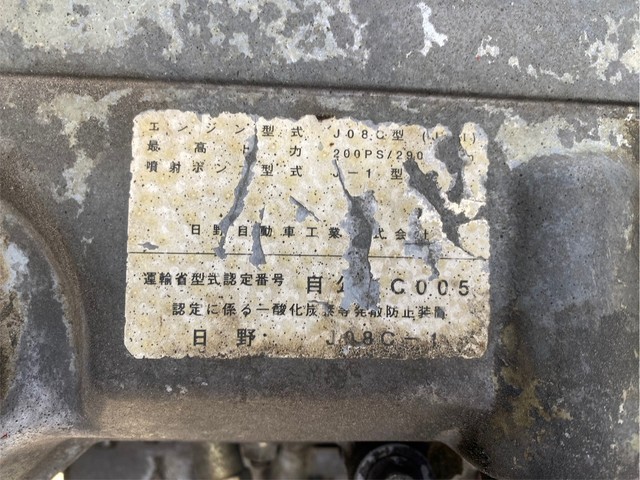 エンジン型式 J08C型 (J
最高 力 200PS/290
噴射ポン 型式 J-1型
日野自動車工業 式会社
運輸省型式認定番号 自 C005
認定に係る一酸化炭素等発散防止装置
日野 J08C-1